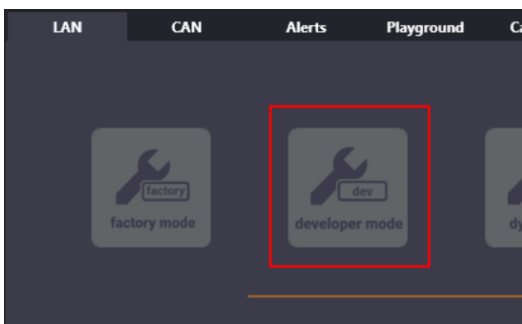 LAN CAN Alerts Playground
factory dev
factory mode developer mode